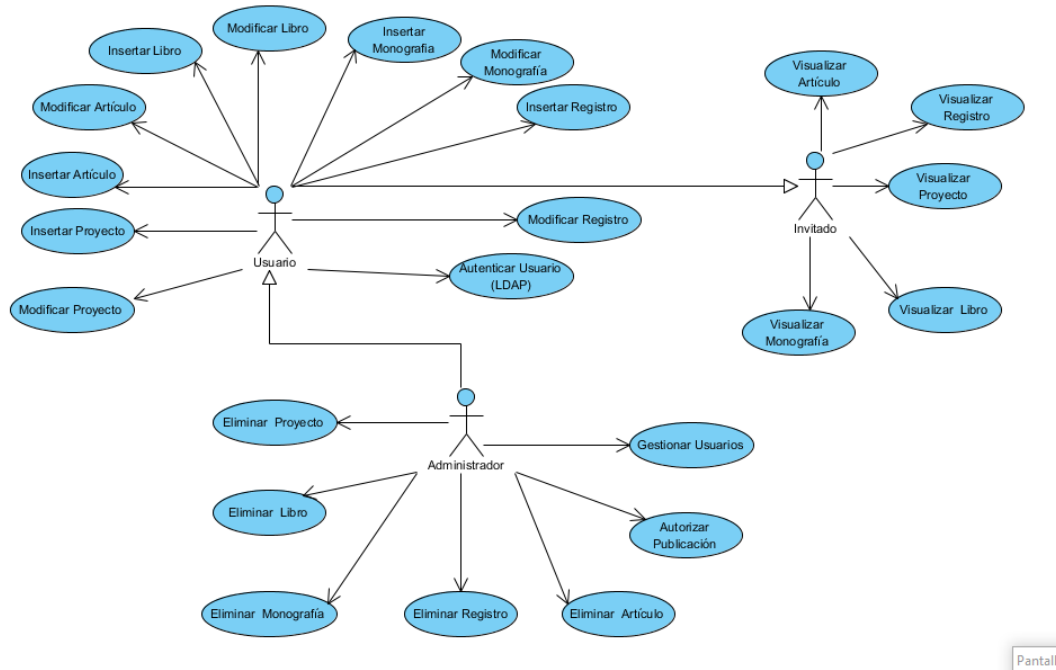 Modificar Libro
Insertar Libro
Insertar
Monografia
Modificar
Monografía
Modificar Artículo
Insertar Registro
Insertar Artículo
Insertar Proyecto
Modificar Registro
Usuario
Autenticar Usuario
(LDAP)
Modificar Proyecto
Visualizar
Artículo
Visualizar
Registro
Visualizar
Proyecto
Invitado
Visualizar Libro
Visualizar
Monografía
Eliminar Proyecto
Gestionar Usuarios
Administrador
Eliminar Libro
Autorizar
Publicación
Eliminar Monografía
Eliminar Registro
Eliminar Artículo